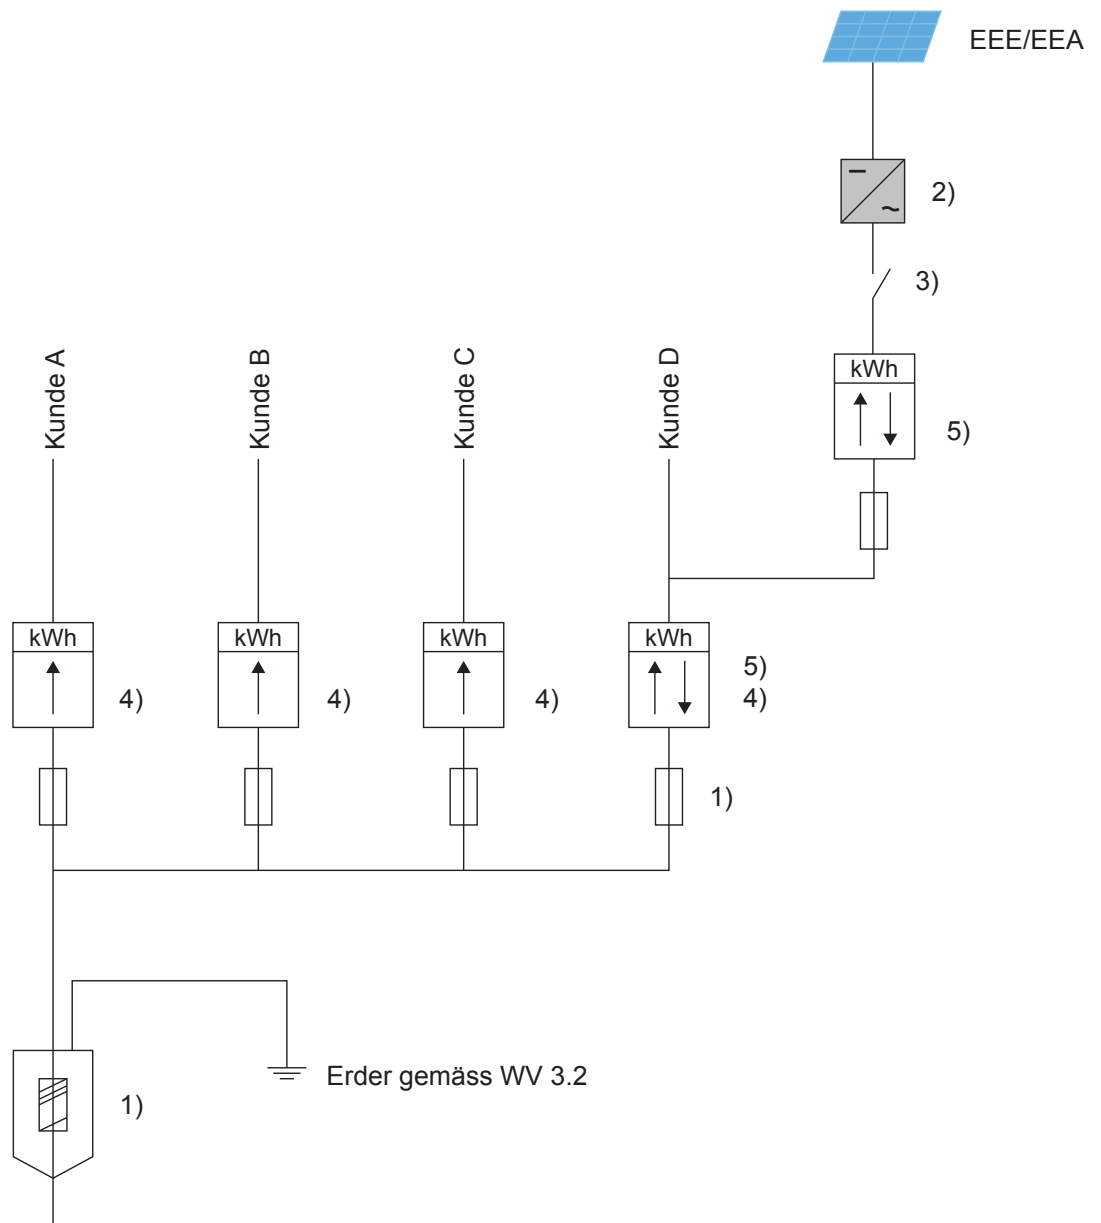 EEE/EEA
2)
3)
kWh
5)
Kunde A
Kunde B
Kunde C
Kunde D
kWh
4)
kWh
4)
kWh
4)
kWh
5)
4)
1)
Erder gemäss WV 3.2
1)